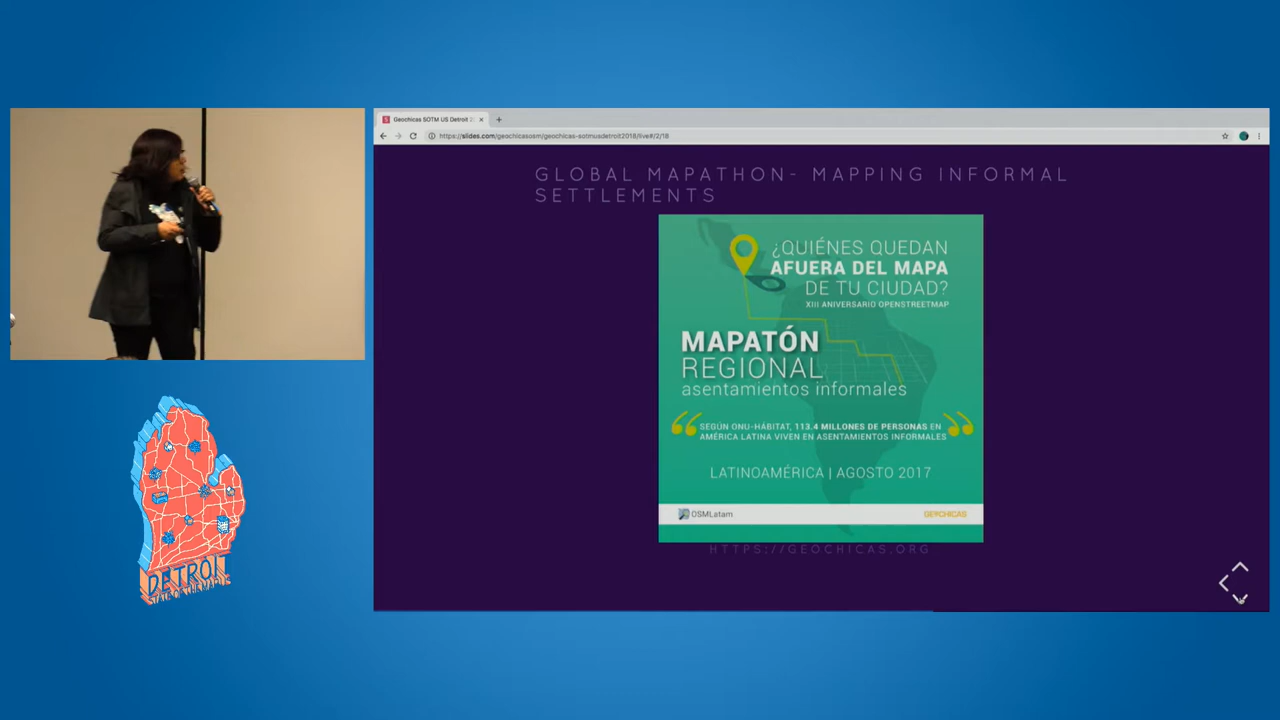 Geochicas SOTM US Detroit 2
https://slides.com/geochicasosm/geochicas-sotmusdetroit2018/live#/2/18
GLOBAL MAPATHON- MAPPING INFORMAL
SETTLEMENTS
¿QUIÉNES QUEDAN
AFUERA DEL MAPA
DE TU CIUDAD?
XIII ANIVERSARIO OPENSTREETMAP
MAPATÓN
REGIONAL
asentamientos informales
“ SEGÚN ONU-HÁBITAT, 113.4 MILLONES DE PERSONAS EN
AMÉRICA LATINA VIVEN EN ASENTAMIENTOS INFORMALES ”
LATINOAMÉRICA | AGOSTO 2017
OSMLatam
GEOCHICAS
HTTPS://GEOCHICAS.ORG
DETROIT
STATE OF THE MAP US